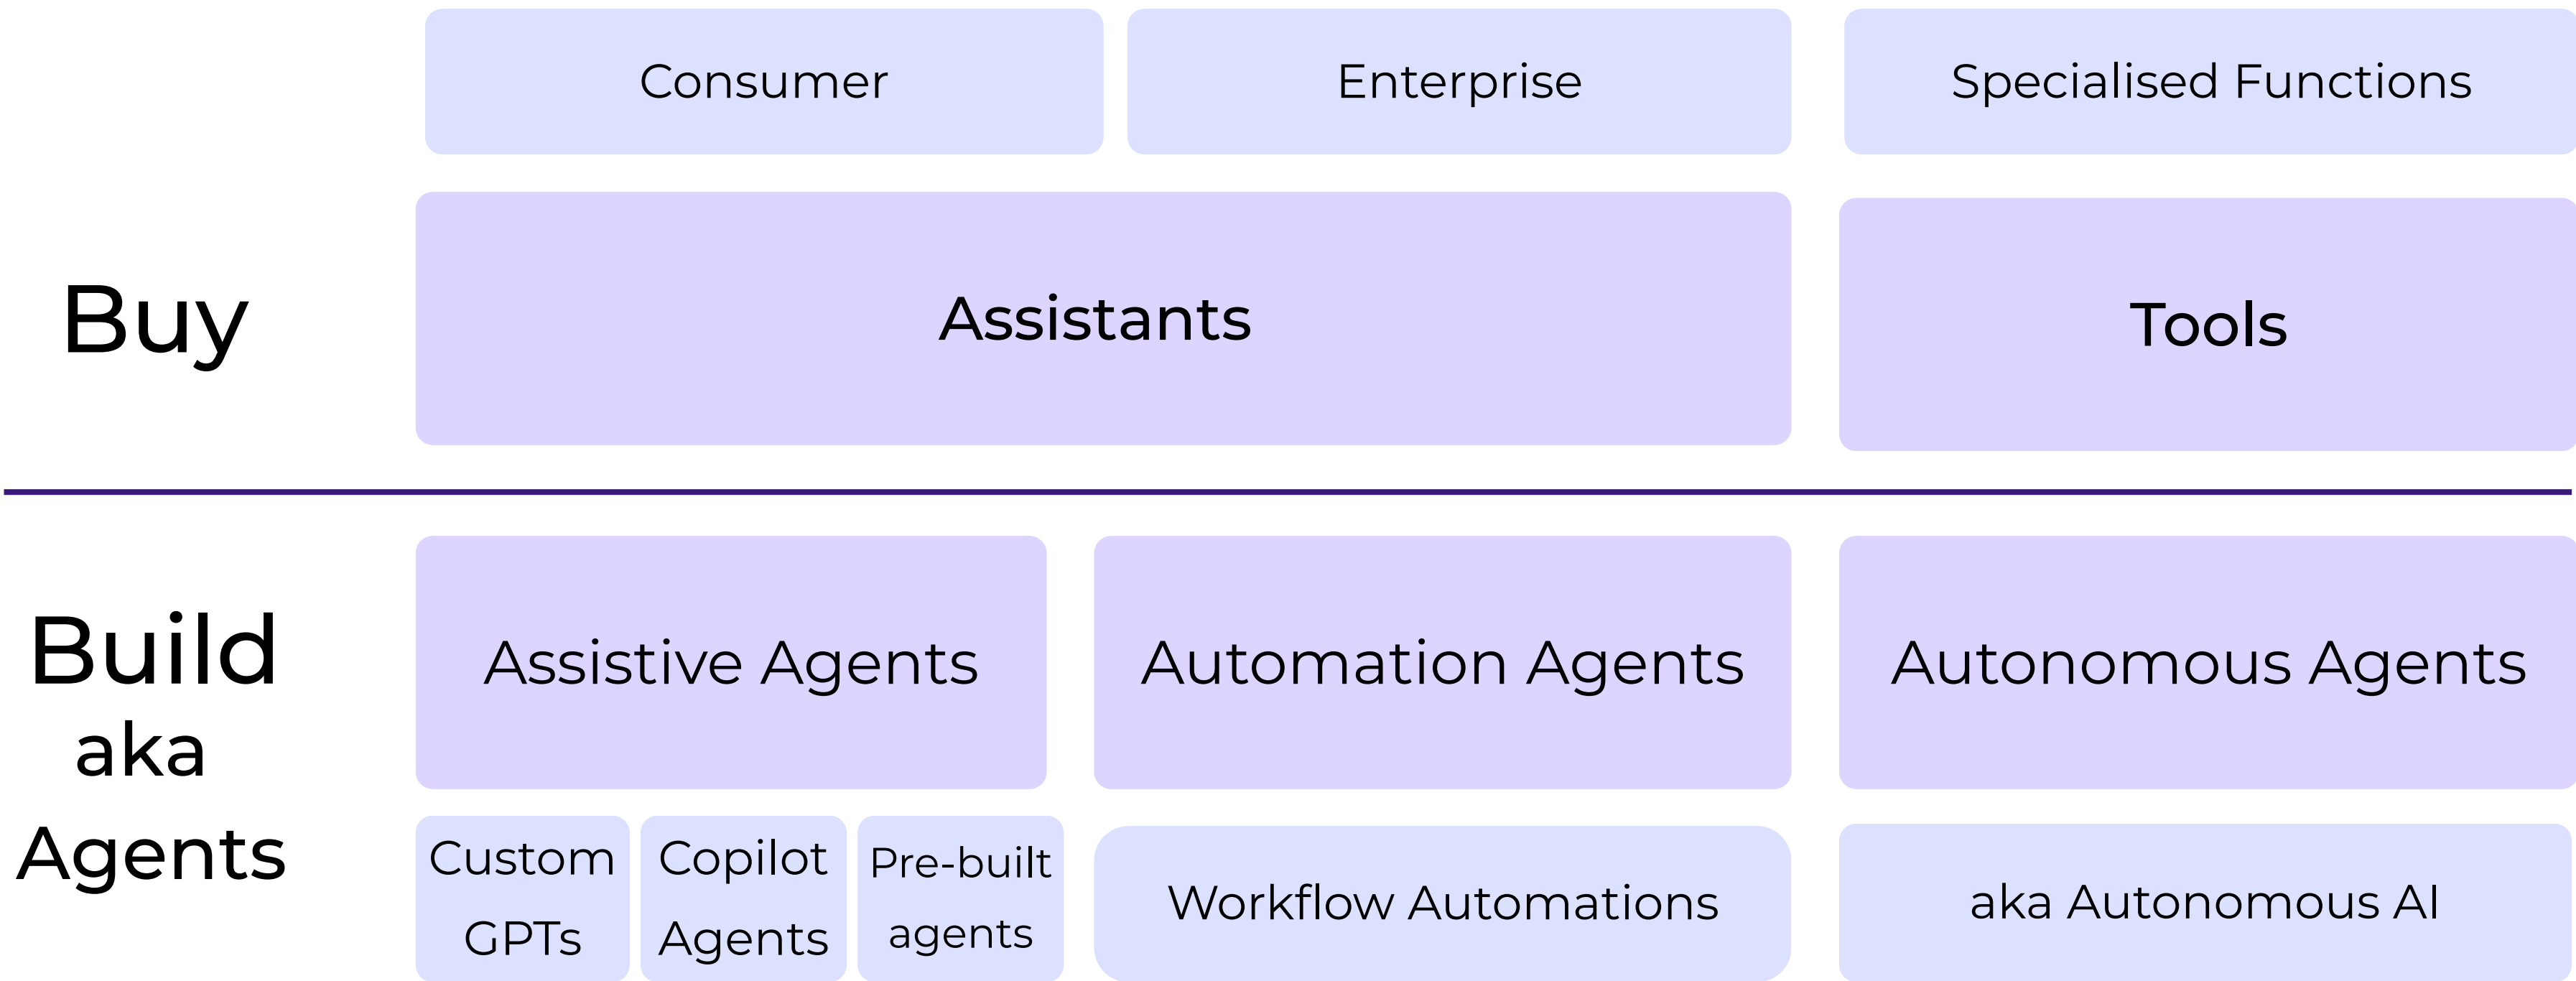 Consumer
Enterprise
Specialised Functions
Buy
Assistants
Tools
Build
aka
Agents
Assistive Agents
Automation Agents
Autonomous Agents
Custom
GPTs
Copilot
Agents
Pre-built
agents
Workflow Automations
aka Autonomous AI